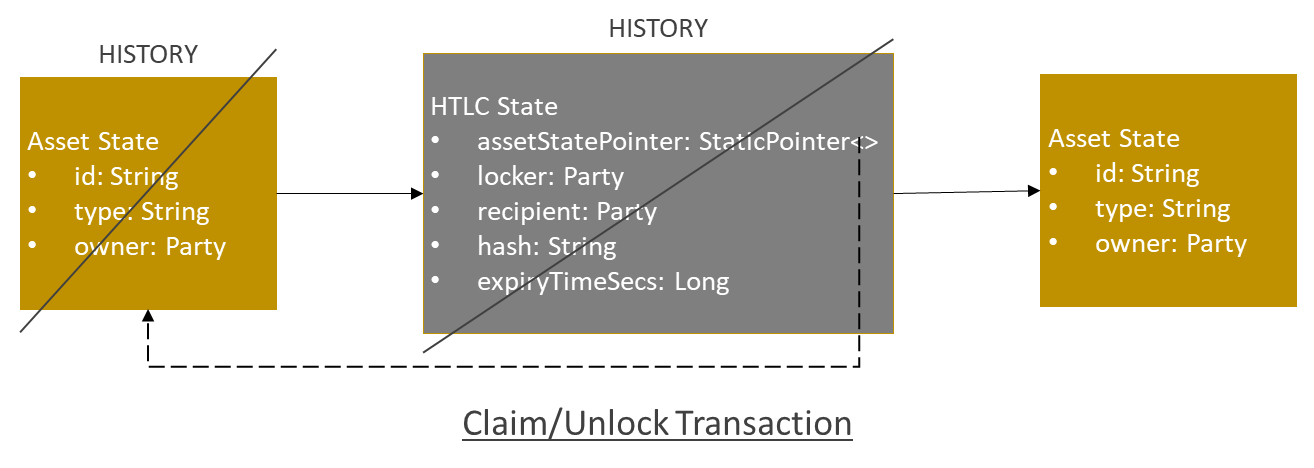 HISTORY
Asset State
• id: String
• type: String
• owner: Party
HISTORY
HTLC State
• assetStatePointer: StaticPointer<>
• locker: Party
• recipient: Party
• hash: String
• expiryTimeSecs: Long
Asset State
• id: String
• type: String
• owner: Party
Claim/Unlock Transaction